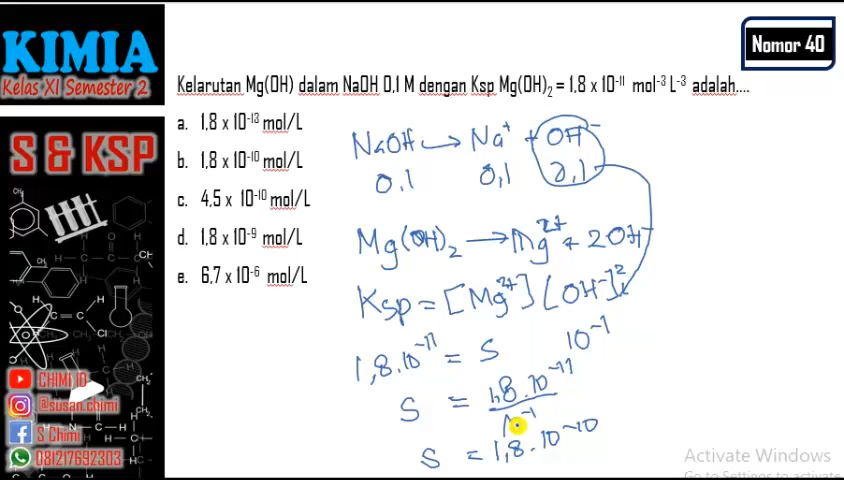 KIMIA
Kelas XI Semester 2
Nomor 40
Kelarutan Mg(OH) dalam NaOH 0,1 M dengan Ksp Mg(OH)₂ = 1,8 x 10⁻¹¹ mol⁻³ L⁻³ adalah....
a. 1,8 x 10⁻¹³ mol/L
b. 1,8 x 10⁻¹⁰ mol/L
c. 4,5 x 10⁻¹⁰ mol/L
d. 1,8 x 10⁻⁹ mol/L
e. 6,7 x 10⁻⁶ mol/L
S & KSP
NaOH → Na⁺ + OH⁻
0,1 0,1 0,1
Mg(OH)₂ → Mg²⁺ + 2OH⁻
Ksp = [Mg²⁺] [OH⁻]²
1,8.10⁻¹¹ = S 10⁻¹
S = 1,8.10⁻¹¹
10⁻¹
S = 1,8.10⁻¹⁰
CHIMI ID
@susan.chimi
S Chimi
081217692303
Activate Windows
Go to Settings to activate